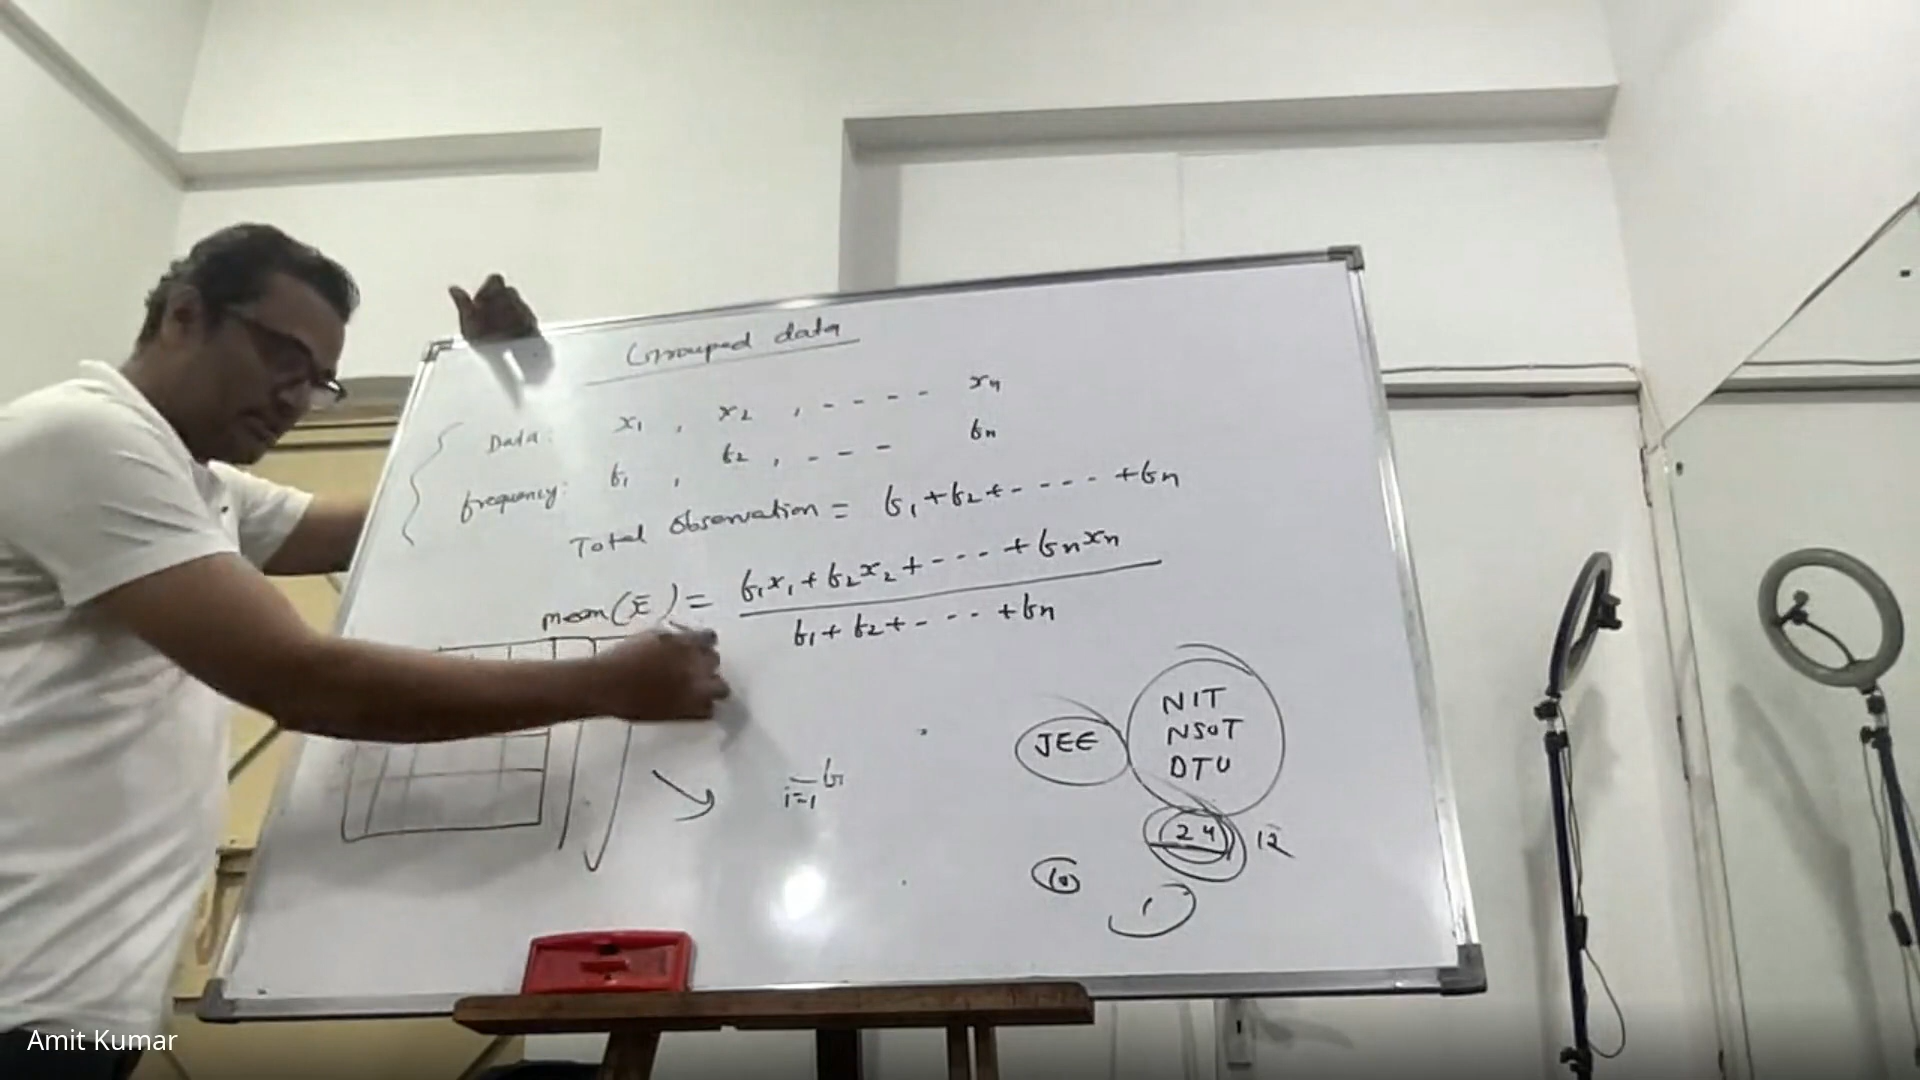 Grouped data
Data: x₁ , x₂ , - - - - xₙ
frequency: f₁ , f₂ , - - - fₙ
Total observation = f₁ + f₂ + - - - - + fₙ
mean (x̄) = f₁x₁ + f₂x₂ + - - - + fₙxₙ
f₁ + f₂ + - - - + fₙ
i=1
JEE
NIT
NSUT
DTU
24
12
Amit Kumar